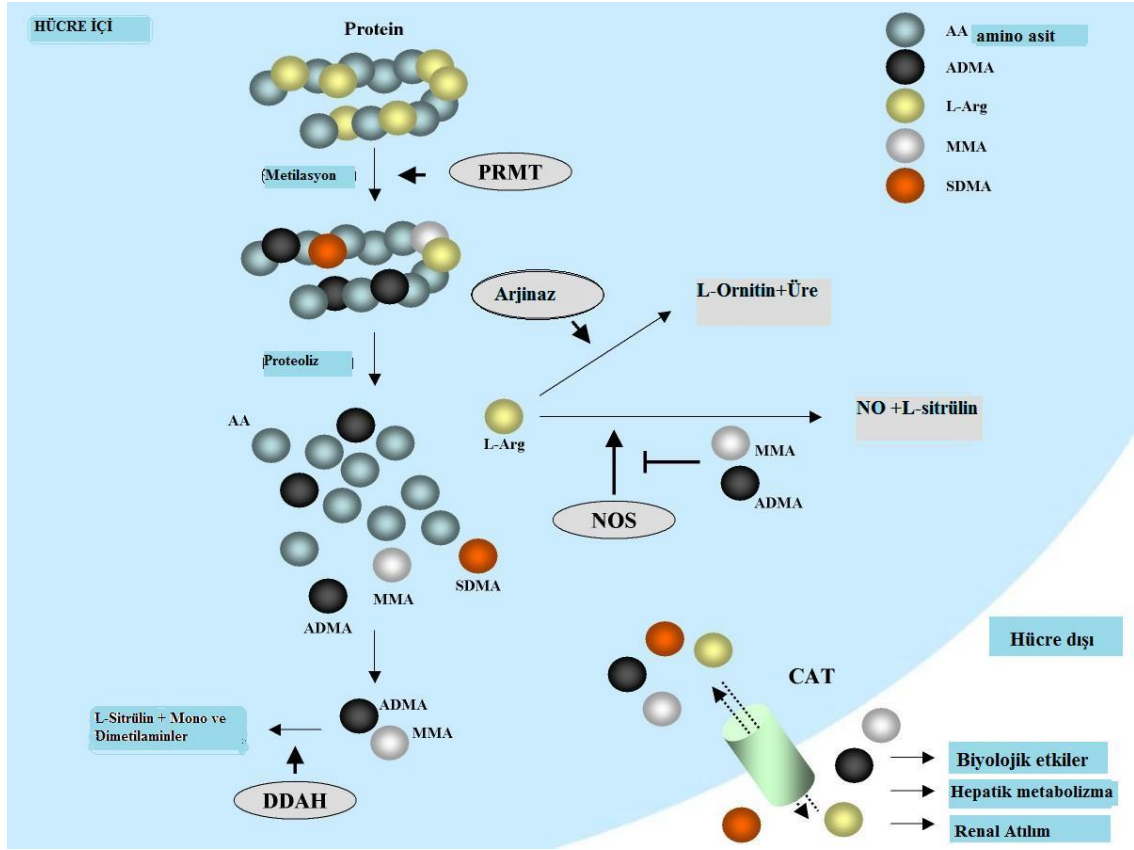 HÜCRE İÇİ
Protein
AA amino asit
ADMA
L-Arg
MMA
SDMA
Metilasyon
PRMT
Arjinaz
L-Ornitin+Üre
Proteoliz
NO +L-sitrülin
AA
L-Arg
MMA
ADMA
NOS
SDMA
MMA
ADMA
Hücre dışı
CAT
ADMA
MMA
L-Sitrülin + Mono ve
Dimetilaminler
DDAH
Biyolojik etkiler
Hepatik metabolizma
Renal Atılım